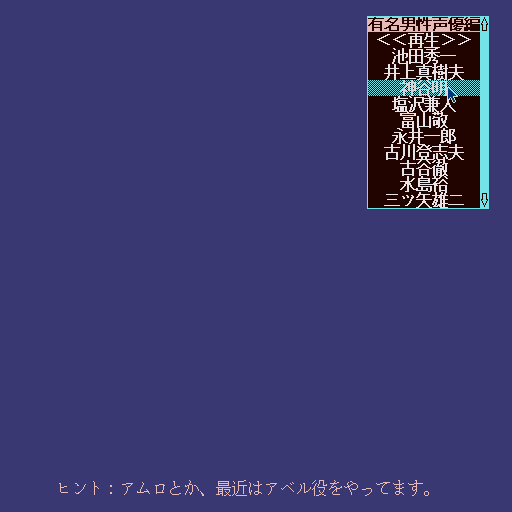 有名男性声優編⇧
＜＜再生＞＞
池田秀一
井上真樹夫
神谷明
塩沢兼人
富山敬
永井一郎
古川登志夫
古谷徹
水島裕
三ツ矢雄二⇩
ヒント：アムロとか、最近はアベル役をやってます。